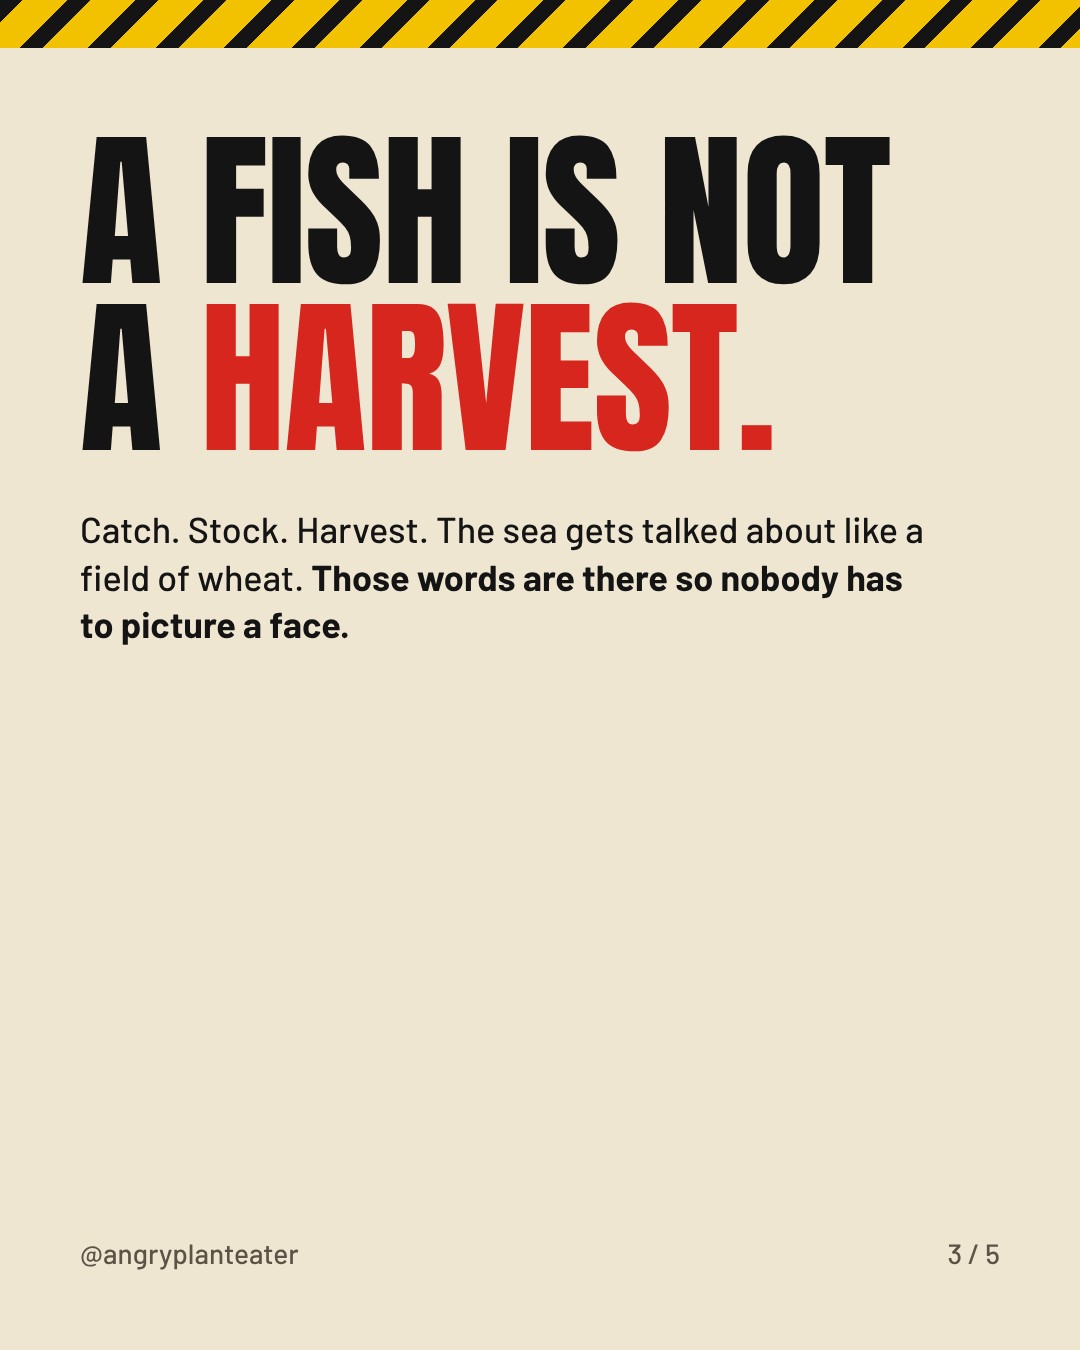 A FISH IS NOT
A HARVEST.
Catch. Stock. Harvest. The sea gets talked about like a
field of wheat. Those words are there so nobody has
to picture a face.
@angryplanteater
3 / 5